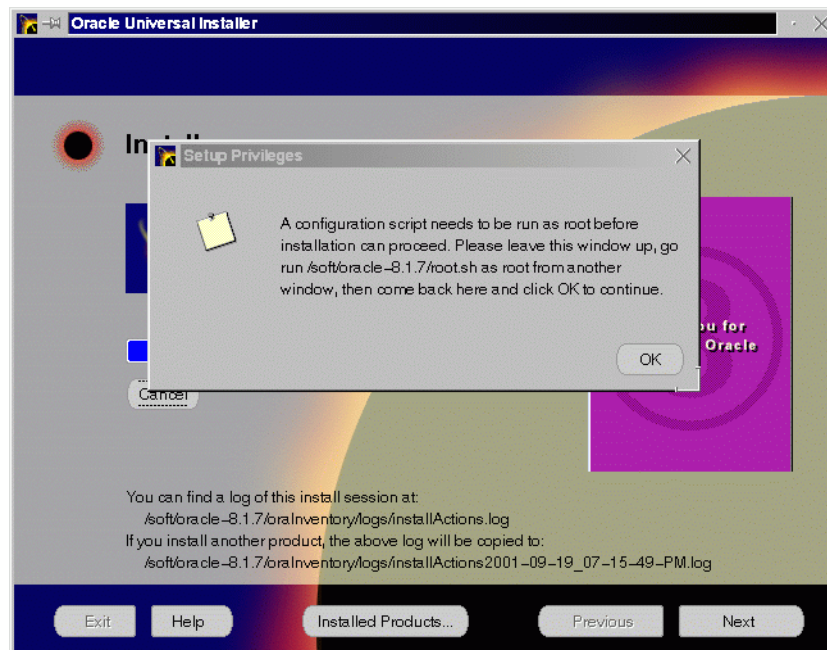 Oracle Universal Installer
Setup Privileges
A configuration script needs to be run as root before
installation can proceed. Please leave this window up, go
run /soft/oracle-8.1.7/root.sh as root from another
window, then come back here and click OK to continue.
OK
Oracle
for
Cancel
You can find a log of this install session at:
/soft/oracle-8.1.7/oraInventory/logs/installActions.log
If you install another product, the above log will be copied to:
/soft/oracle-8.1.7/oraInventory/logs/installActions2001-09-19_07-15-49-PM.log
Exit
Help
Installed Products...
Previous
Next